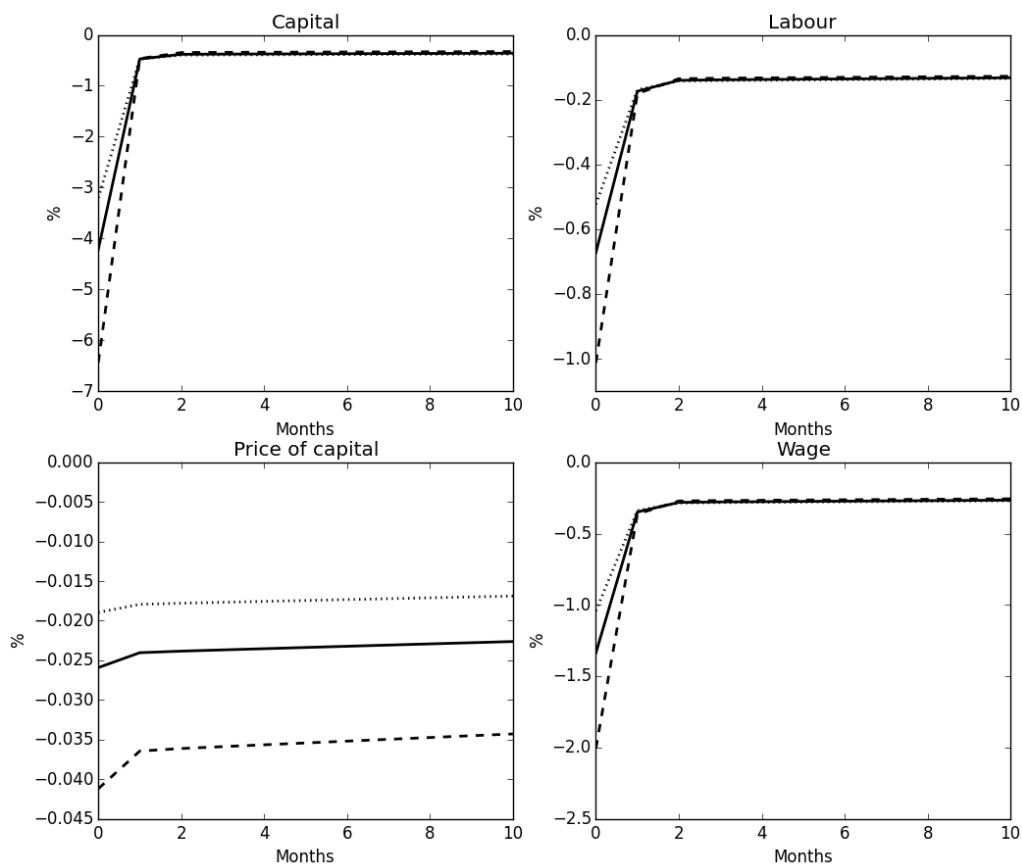 Capital
0
−1
−2
−3
−4
−5
−6
−7
%
0 2 4 6 8 10
Months
Labour
0.0
−0.2
−0.4
−0.6
−0.8
−1.0
%
0 2 4 6 8 10
Months
Price of capital
0.000
−0.005
−0.010
−0.015
−0.020
−0.025
−0.030
−0.035
−0.040
−0.045
%
0 2 4 6 8 10
Months
Wage
0.0
−0.5
−1.0
−1.5
−2.0
−2.5
%
0 2 4 6 8 10
Months